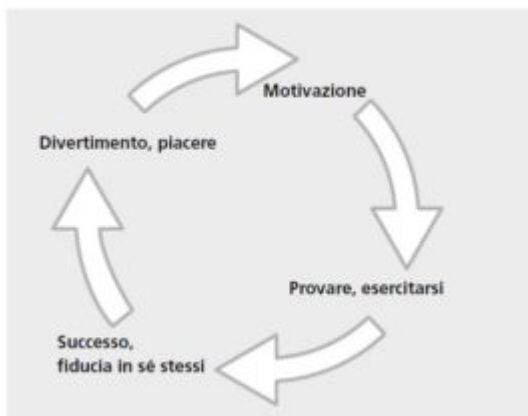 Motivazione
Divertimento, piacere
Provare, esercitarsi
Successo,
fiducia in sé stessi